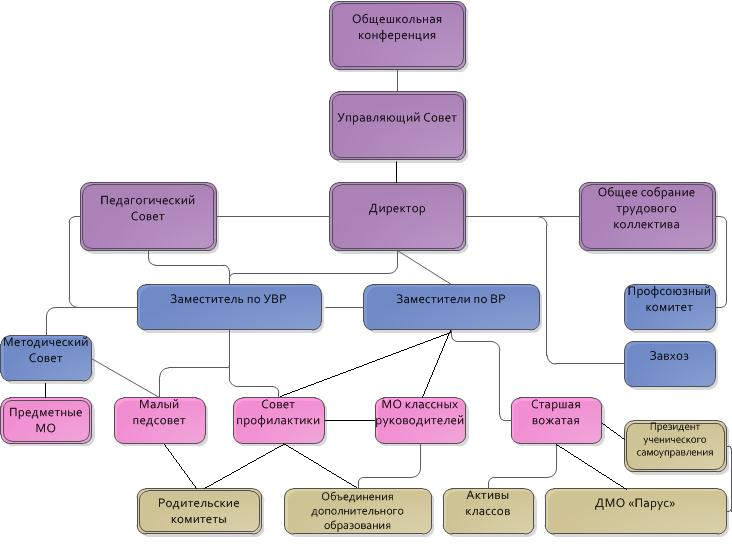 Общешкольная
конференция
Управляющий Совет
Педагогический
Совет
Директор
Общее собрание
трудового
коллектива
Заместитель по УВР
Заместители по ВР
Профсоюзный
комитет
Методический
Совет
Завхоз
Предметные
МО
Малый
педсовет
Совет
профилактики
МО классных
руководителей
Старшая
вожатая
Президент
ученического
самоуправления
Родительские
комитеты
Объединения
дополнительного
образования
Активы
классов
ДМО «Парус»